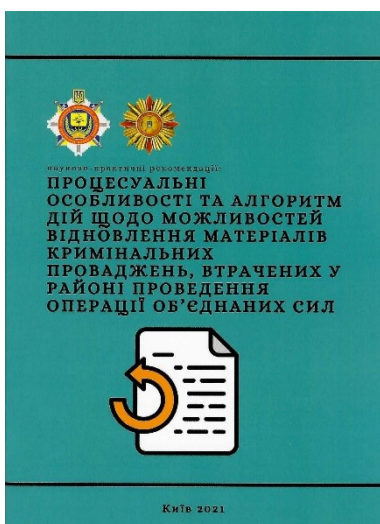 науково-практичні рекомендації:
ПРОЦЕСУАЛЬНІ
ОСОБЛИВОСТІ ТА АЛГОРИТМ
ДІЙ ЩОДО МОЖЛИВОСТЕЙ
ВІДНОВЛЕННЯ МАТЕРІАЛІВ
КРИМІНАЛЬНИХ
ПРОВАДЖЕНЬ, ВТРАЧЕНИХ У
РАЙОНІ ПРОВЕДЕННЯ
ОПЕРАЦІЇ ОБ’ЄДНАНИХ СИЛ
Київ 2021